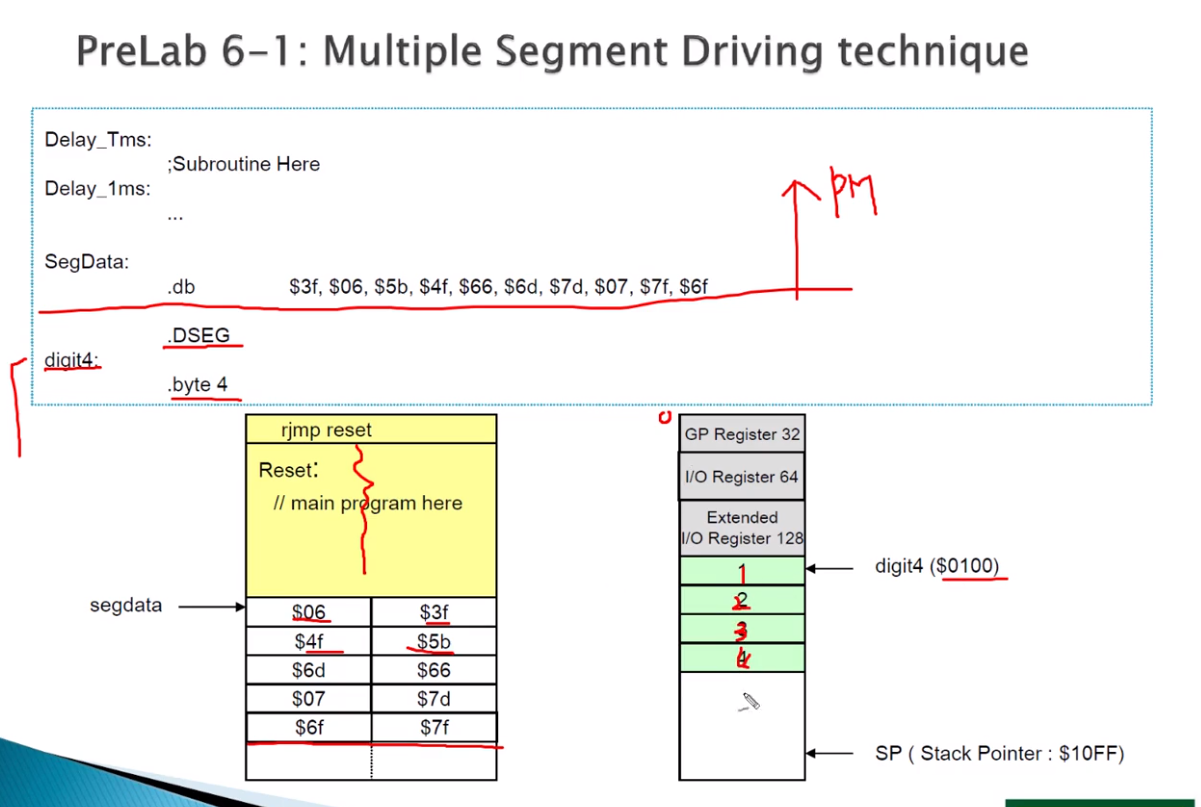 PreLab 6-1: Multiple Segment Driving technique
Delay_Tms:
;Subroutine Here
Delay_1ms:
...
SegData:
.db $3f, $06, $5b, $4f, $66, $6d, $7d, $07, $7f, $6f
PM
.DSEG
digit4:
.byte 4
rjmp reset
Reset:
// main program here
segdata
$06 $3f
$4f $5b
$6d $66
$07 $7d
$6f $7f
0
GP Register 32
I/O Register 64
Extended
I/O Register 128
1
2
3
4
digit4 ($0100)
SP ( Stack Pointer : $10FF)